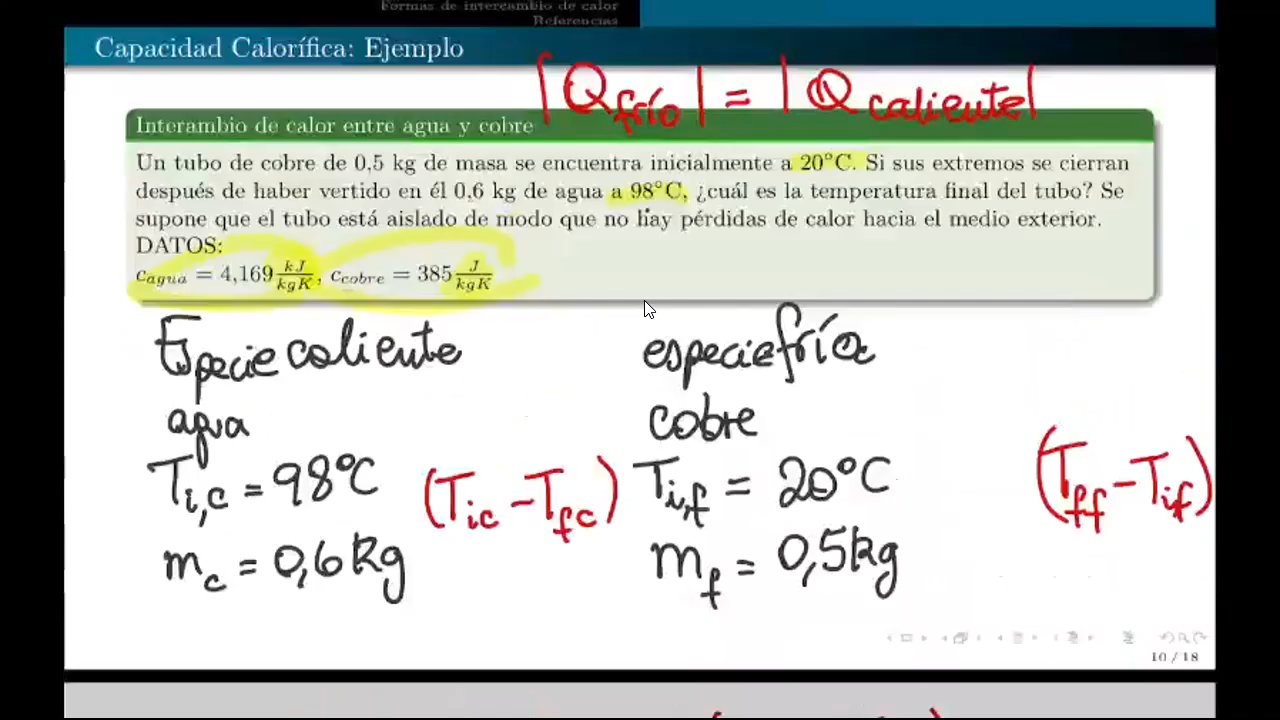 Formas de intercambio de calor
Referencias
Capacidad Calorífica: Ejemplo
|Q frío| = |Q caliente|
Interambio de calor entre agua y cobre
Un tubo de cobre de 0,5 kg de masa se encuentra inicialmente a 20°C. Si sus extremos se cierran
después de haber vertido en él 0,6 kg de agua a 98°C, ¿cuál es la temperatura final del tubo? Se
supone que el tubo está aislado de modo que no hay pérdidas de calor hacia el medio exterior.
DATOS:
c_agua = 4,169 kJ/kgK, c_cobre = 385 J/kgK
Especie caliente
agua
T_i,c = 98°C (T_ic - T_fc)
m_c = 0,6 kg
especie fría
cobre
T_i,f = 20°C (T_ff - T_if)
m_f = 0,5 kg
10 / 18